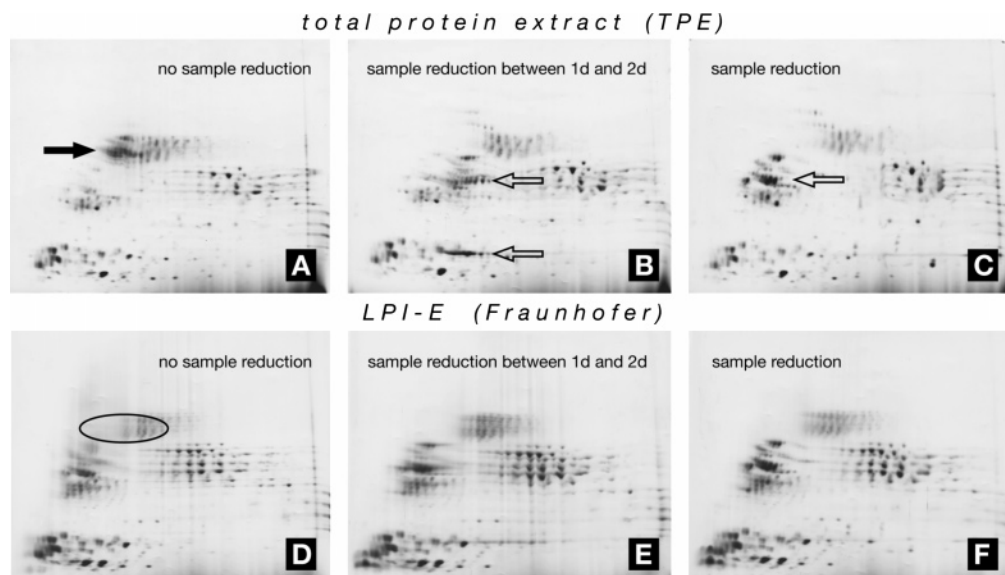 total protein extract (TPE)
no sample reduction
sample reduction between 1d and 2d
sample reduction
A
B
C
LPI-E (Fraunhofer)
no sample reduction
sample reduction between 1d and 2d
sample reduction
D
E
F